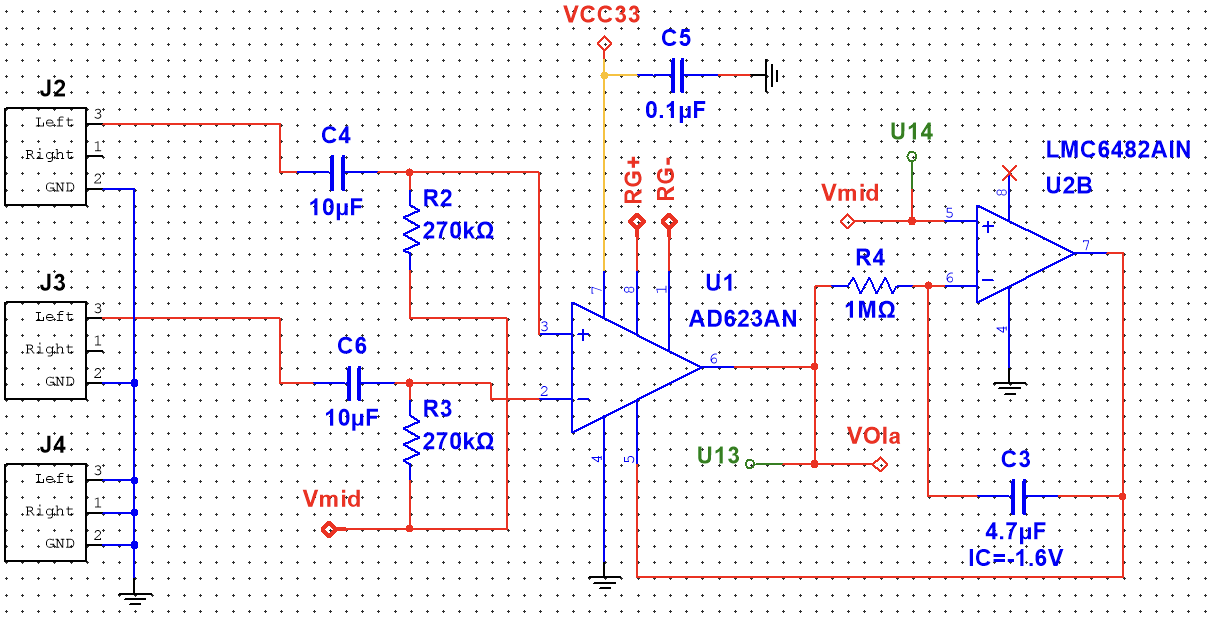 VCC33
C5
0.1µF
J2
Left 3
Right 1
GND 2
C4
10µF
R2
270kΩ
RG+
RG-
U14
LMC6482AIN
U2B
Vmid
8
5
+
7
6
−
4
R4
1MΩ
J3
Left 3
Right 1
GND 2
C6
10µF
R3
270kΩ
U1
AD623AN
7
8
1
3
+
6
2
−
4
5
J4
Left 3
Right 1
GND 2
Vmid
U13
VOIa
C3
4.7µF
IC=-1.6V